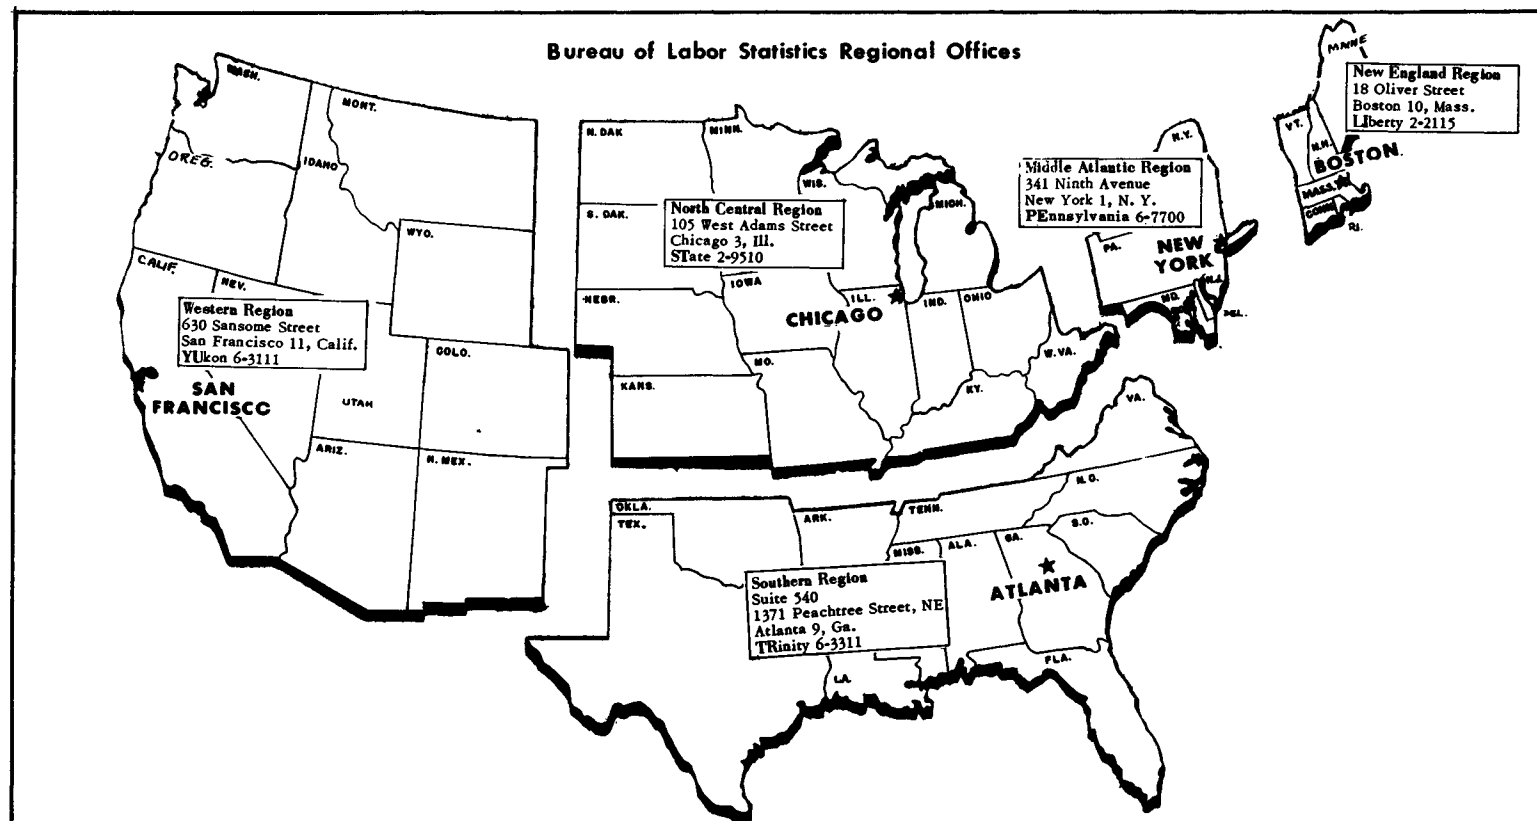 Bureau of Labor Statistics Regional Offices
MAINE
New England Region
18 Oliver Street
Boston 10, Mass.
LIberty 2-2115
VT.
N.H.
BOSTON.
MASS.
CONN.
RI.
N.Y.
Middle Atlantic Region
341 Ninth Avenue
New York 1, N. Y.
PEnnsylvania 6-7700
PA.
NEW
YORK
N.J.
MD.
DEL.
WASH.
MONT.
OREG.
IDAHO
WYO.
CALIF.
NEV.
Western Region
630 Sansome Street
San Francisco 11, Calif.
YUkon 6-3111
SAN
FRANCISCO
UTAH
COLO.
ARIZ.
N. MEX.
N. DAK
MINN.
WIS.
MICH.
S. DAK.
North Central Region
105 West Adams Street
Chicago 3, Ill.
STate 2-9510
IOWA
NEBR.
ILL.
IND.
OHIO
CHICAGO
MO.
KANS.
KY.
W. VA.
VA.
N. C.
OKLA.
TEX.
ARK.
TENN.
S.C.
MISS.
ALA.
GA.
Southern Region
Suite 540
1371 Peachtree Street, NE
Atlanta 9, Ga.
TRinity 6-3311
ATLANTA
LA.
FLA.